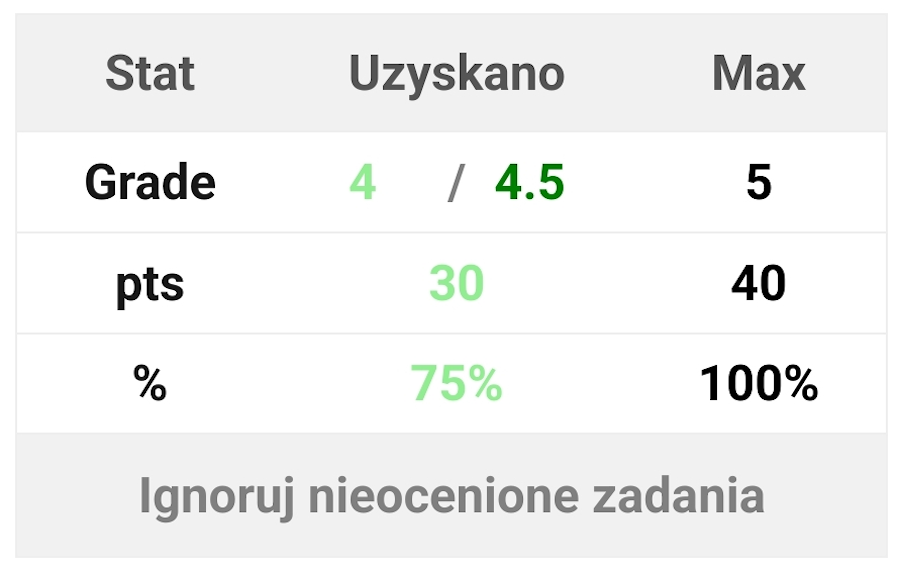 Stat Uzyskano Max
Grade 4 / 4.5 5
pts 30 40
% 75% 100%
Ignoruj nieocenione zadania